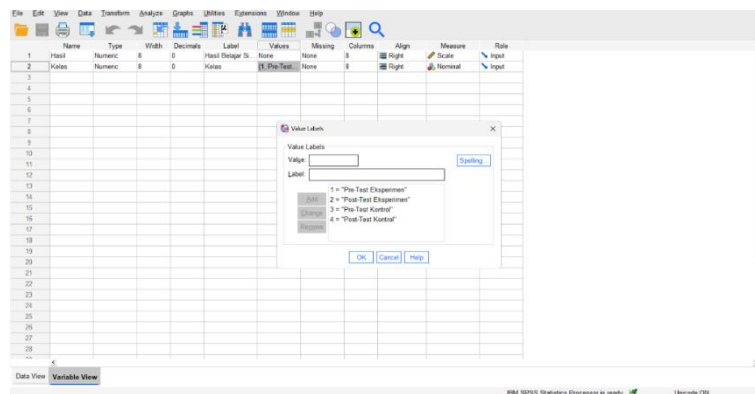 File Edit View Data Transform Analyze Graphs Utilities Extensions Window Help
Name Type Width Decimals Label Values Missing Columns Align Measure Role
1 Hasil Numeric 8 0 Hasil Belajar Si... None None 8 Right Scale Input
2 Kelas Numeric 8 0 Kelas {1, Pre-Test... None 8 Right Nominal Input
3
4
5
6
7
8
9
10
11
12
13
14
15
16
17
18
19
20
21
22
23
24
25
26
27
28
Value Labels
Value Labels
Value:
Spelling...
Label:
Add
Change
Remove
1 = "Pre-Test Eksperimen"
2 = "Post-Test Eksperimen"
3 = "Pre-Test Kontrol"
4 = "Post-Test Kontrol"
OK Cancel Help
Data View Variable View
IBM SPSS Statistics Processor is ready Unicode:ON